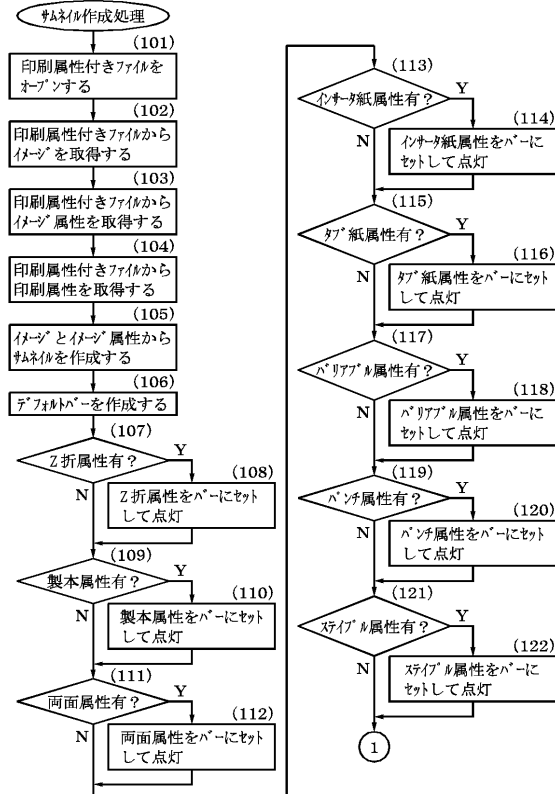 サムネイル作成処理
(101)
印刷属性付きファイルを
オープンする
(102)
印刷属性付きファイルから
イメージを取得する
(103)
印刷属性付きファイルから
イメージ属性を取得する
(104)
印刷属性付きファイルから
印刷属性を取得する
(105)
イメージとイメージ属性から
サムネイルを作成する
(106)
デフォルトバーを作成する
(107)
Z折属性有？
Y
N
(108)
Z折属性をバーにセット
して点灯
(109)
製本属性有？
Y
N
(110)
製本属性をバーにセット
して点灯
(111)
両面属性有？
Y
N
(112)
両面属性をバーにセット
して点灯
(113)
インサータ紙属性有？
Y
N
(114)
インサータ紙属性をバーに
セットして点灯
(115)
タブ紙属性有？
Y
N
(116)
タブ紙属性をバーにセット
して点灯
(117)
バリアブル属性有？
Y
N
(118)
バリアブル属性をバーに
セットして点灯
(119)
パンチ属性有？
Y
N
(120)
パンチ属性をバーにセット
して点灯
(121)
ステイプル属性有？
Y
N
(122)
ステイプル属性をバーに
セットして点灯
1